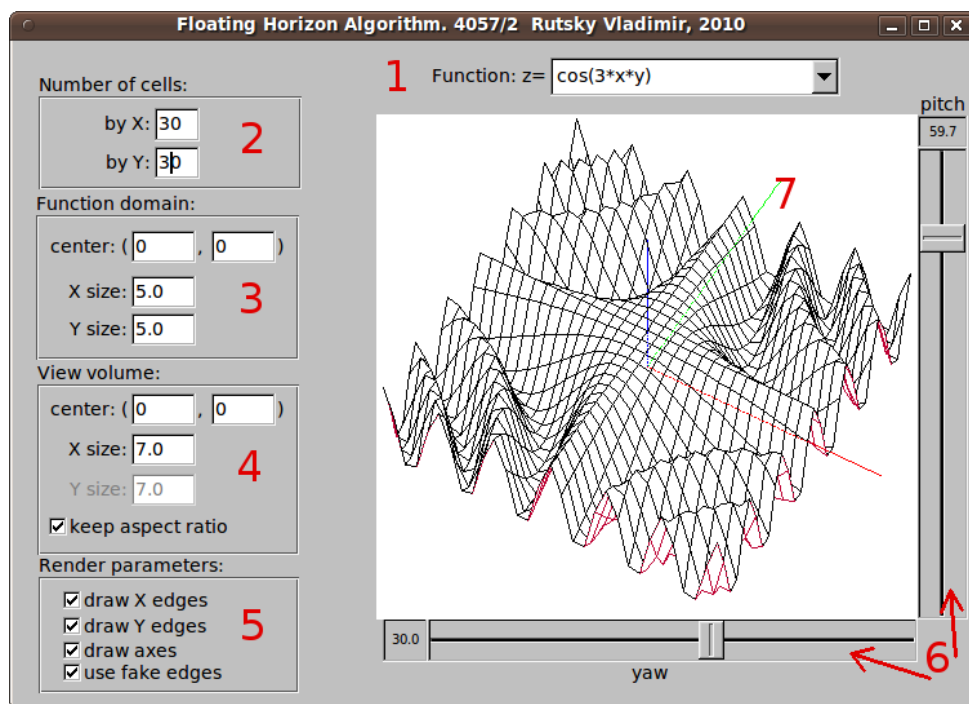 Floating Horizon Algorithm. 4057/2 Rutsky Vladimir, 2010
1
Function: z= cos(3*x*y)
Number of cells:
by X: 30
by Y: 30
2
Function domain:
center: ( 0 , 0 )
X size: 5.0
Y size: 5.0
3
View volume:
center: ( 0 , 0 )
X size: 7.0
Y size: 7.0
keep aspect ratio
4
Render parameters:
draw X edges
draw Y edges
draw axes
use fake edges
5
7
pitch
59.7
30.0
yaw
6